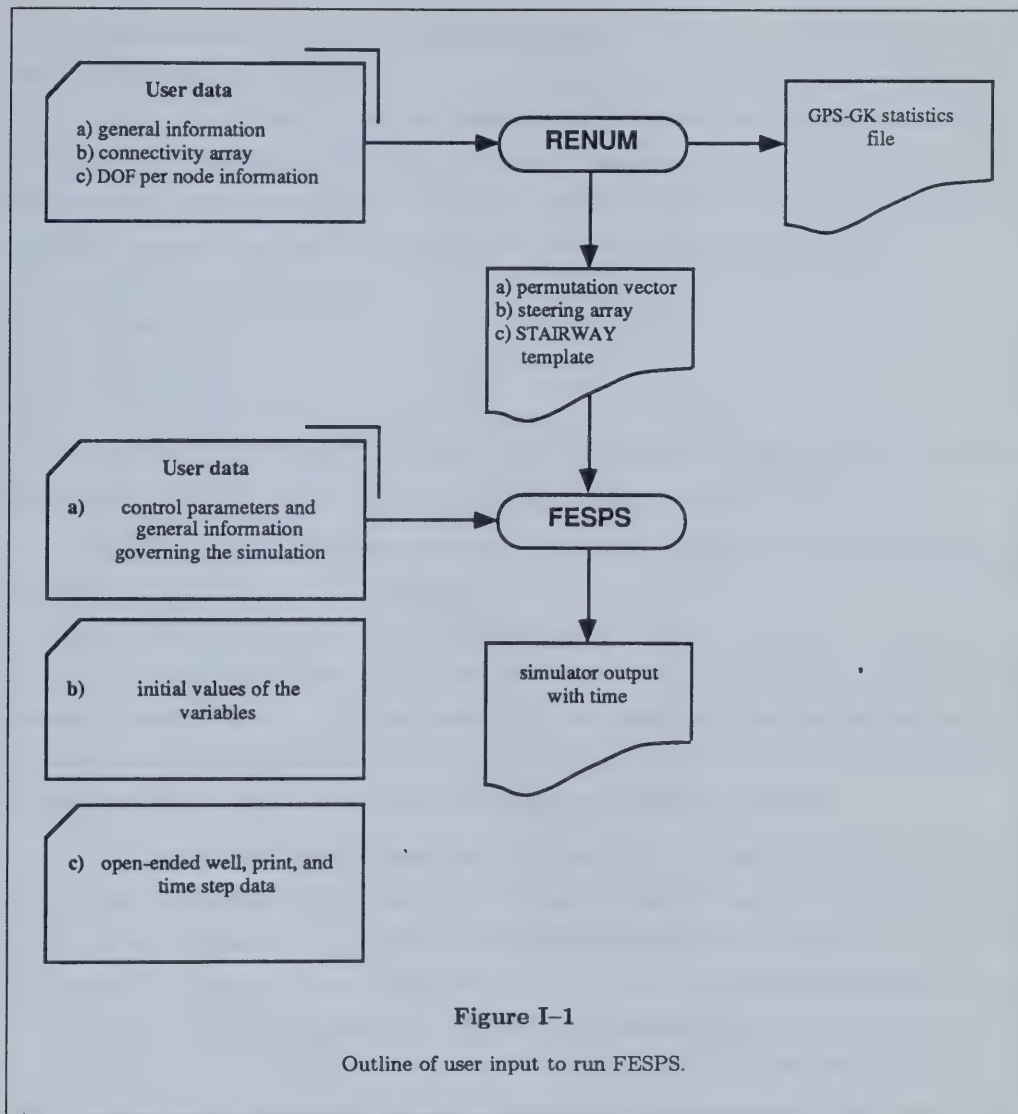 User data
a) general information
b) connectivity array
c) DOF per node information
RENUM
GPS-GK statistics
file
a) permutation vector
b) steering array
c) STAIRWAY
template
User data
a) control parameters and
general information
governing the simulation
FESPS
b) initial values of the
variables
simulator output
with time
c) open-ended well, print, and
time step data
Figure I–1
Outline of user input to run FESPS.